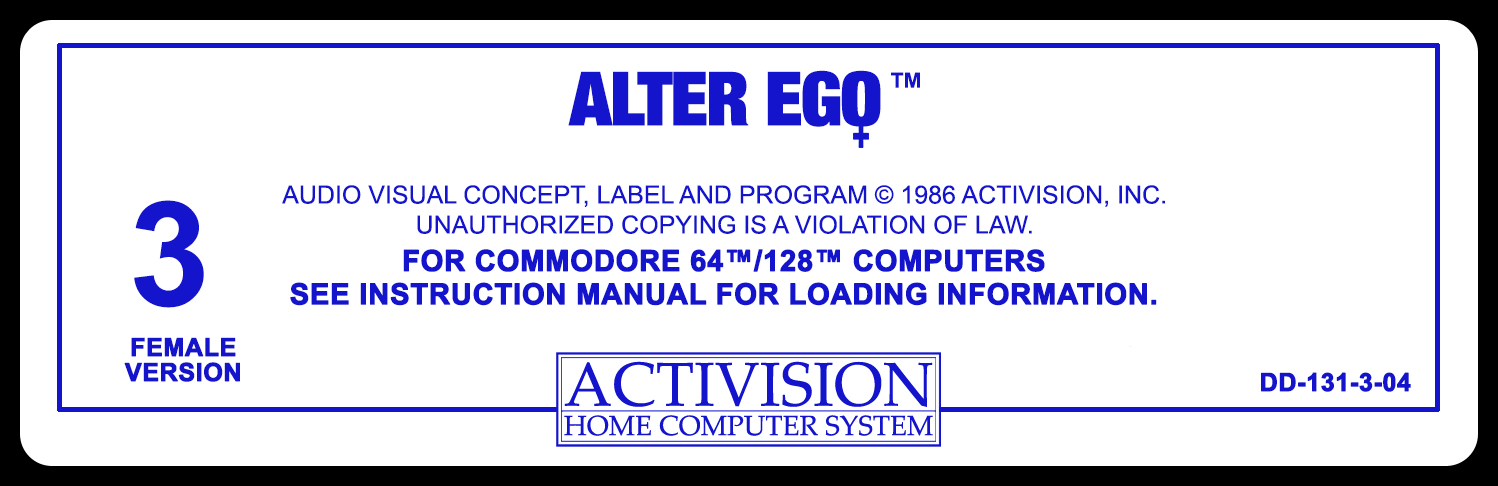 ALTER EGO™
AUDIO VISUAL CONCEPT, LABEL AND PROGRAM © 1986 ACTIVISION, INC.
UNAUTHORIZED COPYING IS A VIOLATION OF LAW.
FOR COMMODORE 64™/128™ COMPUTERS
SEE INSTRUCTION MANUAL FOR LOADING INFORMATION.
3
FEMALE
VERSION
ACTIVISION
HOME COMPUTER SYSTEM
DD-131-3-04